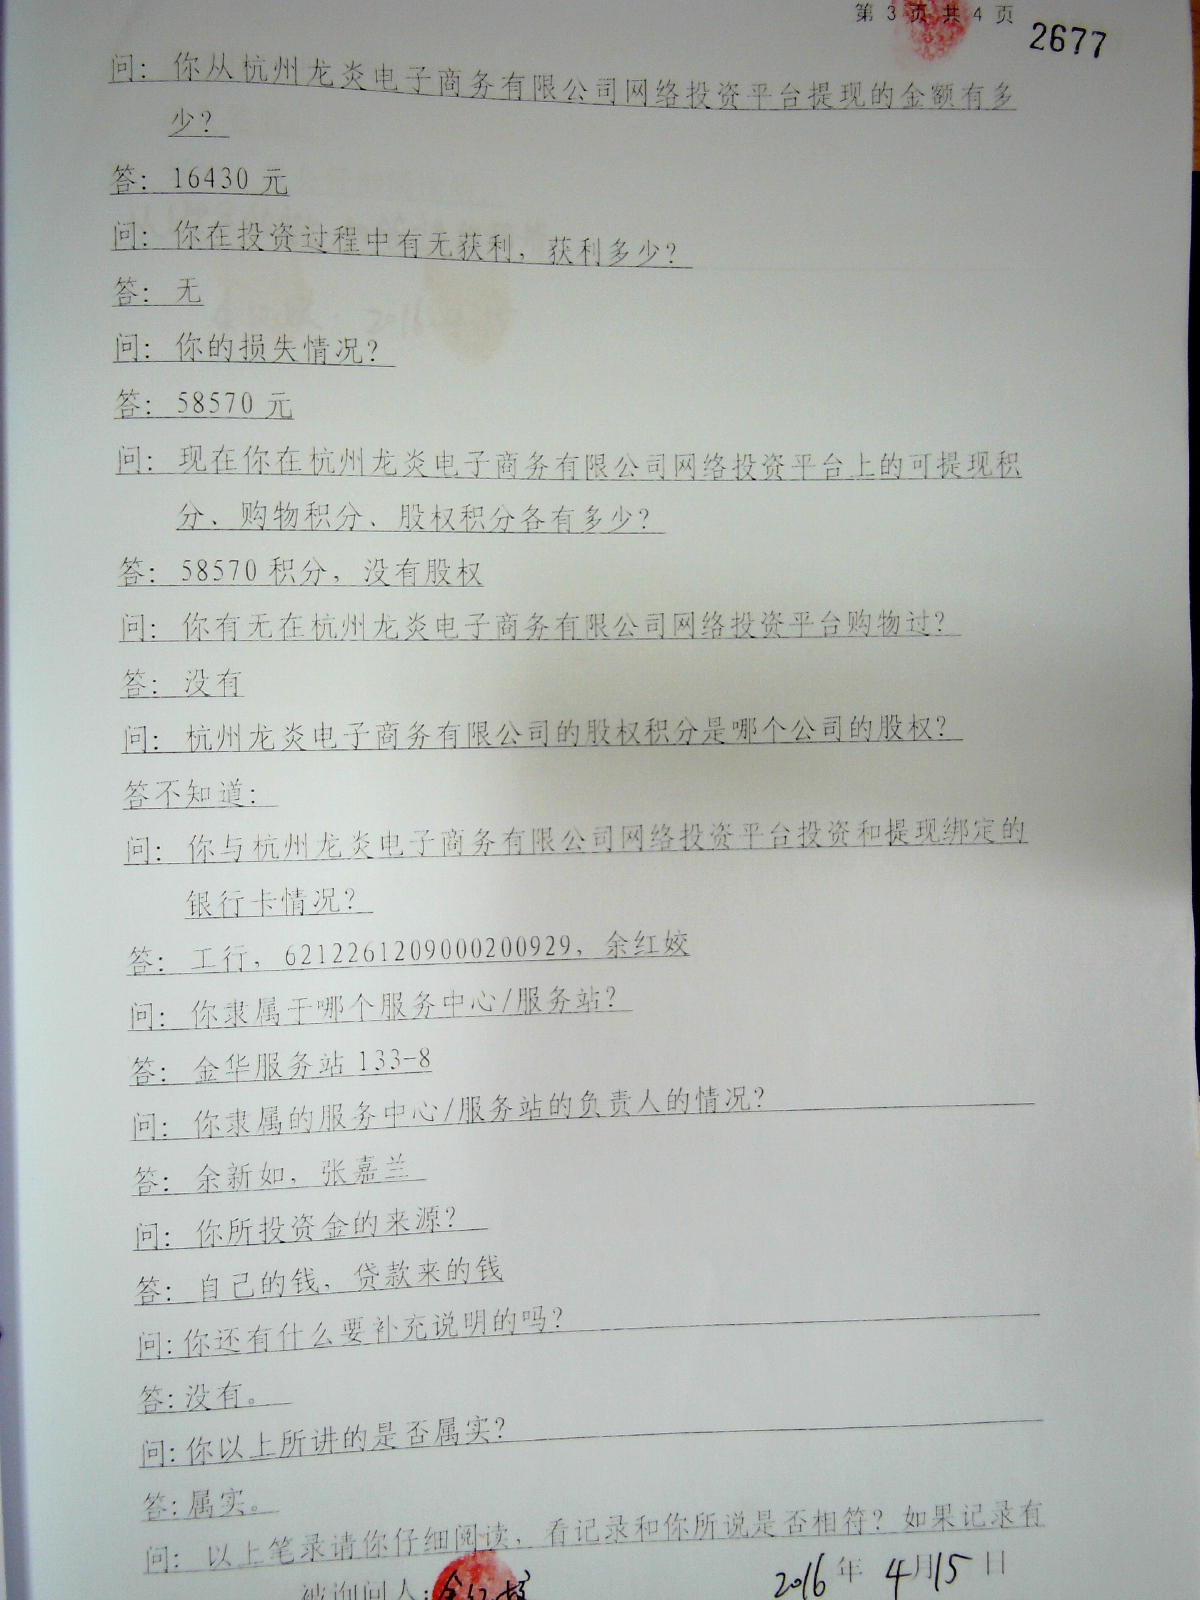 第 3 页 共 4 页
2677
问：你从杭州龙炎电子商务有限公司网络投资平台提现的金额有多
少？
答：16430 元
问：你在投资过程中有无获利，获利多少？
答：无
问：你的损失情况？
答：58570 元
问：现在你在杭州龙炎电子商务有限公司网络投资平台上的可提现积
分、购物积分、股权积分各有多少？
答：58570 积分，没有股权
问：你有无在杭州龙炎电子商务有限公司网络投资平台购物过？
答：没有
问：杭州龙炎电子商务有限公司的股权积分是哪个公司的股权？
答不知道：
问：你与杭州龙炎电子商务有限公司网络投资平台投资和提现绑定的
银行卡情况？
答：工行，6212261209000200929，余红姣
问：你隶属于哪个服务中心/服务站？
答：金华服务站 133-8
问：你隶属的服务中心/服务站的负责人的情况？
答：余新如，张嘉兰
问：你所投资金的来源？
答：自己的钱，贷款来的钱
问：你还有什么要补充说明的吗？
答：没有。
问：你以上所讲的是否属实？
答：属实。
问：以上笔录请你仔细阅读，看记录和你所说是否相符？如果记录有
被询问人：余红姣 2016 年 4 月 15 日